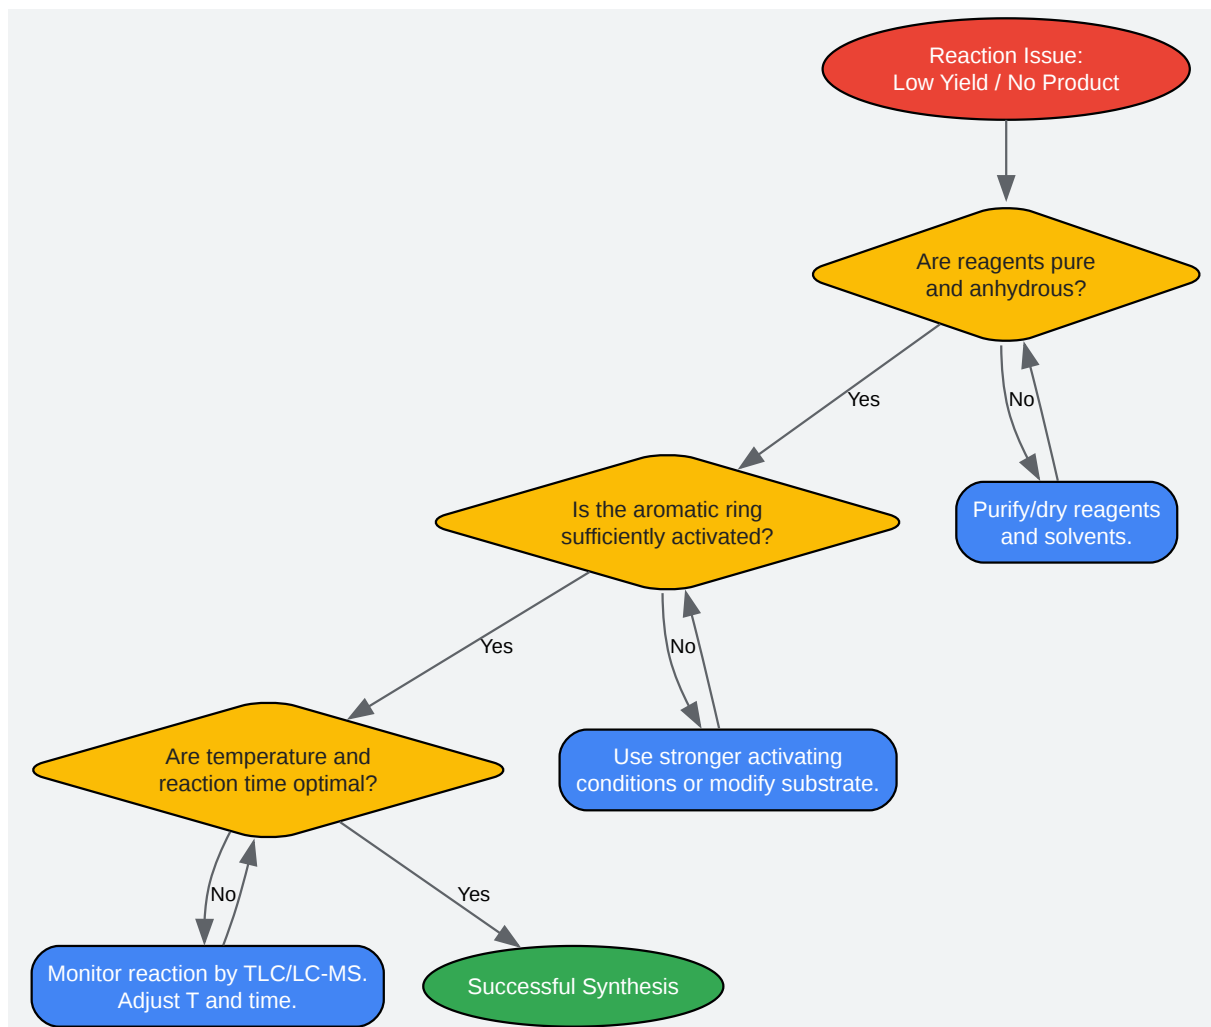 Reaction Issue:
Low Yield / No Product
Are reagents pure
and anhydrous?
Yes
No
Purify/dry reagents
and solvents.
Is the aromatic ring
sufficiently activated?
Yes
No
Use stronger activating
conditions or modify substrate.
Are temperature and
reaction time optimal?
No
Yes
Monitor reaction by TLC/LC-MS.
Adjust T and time.
Successful Synthesis